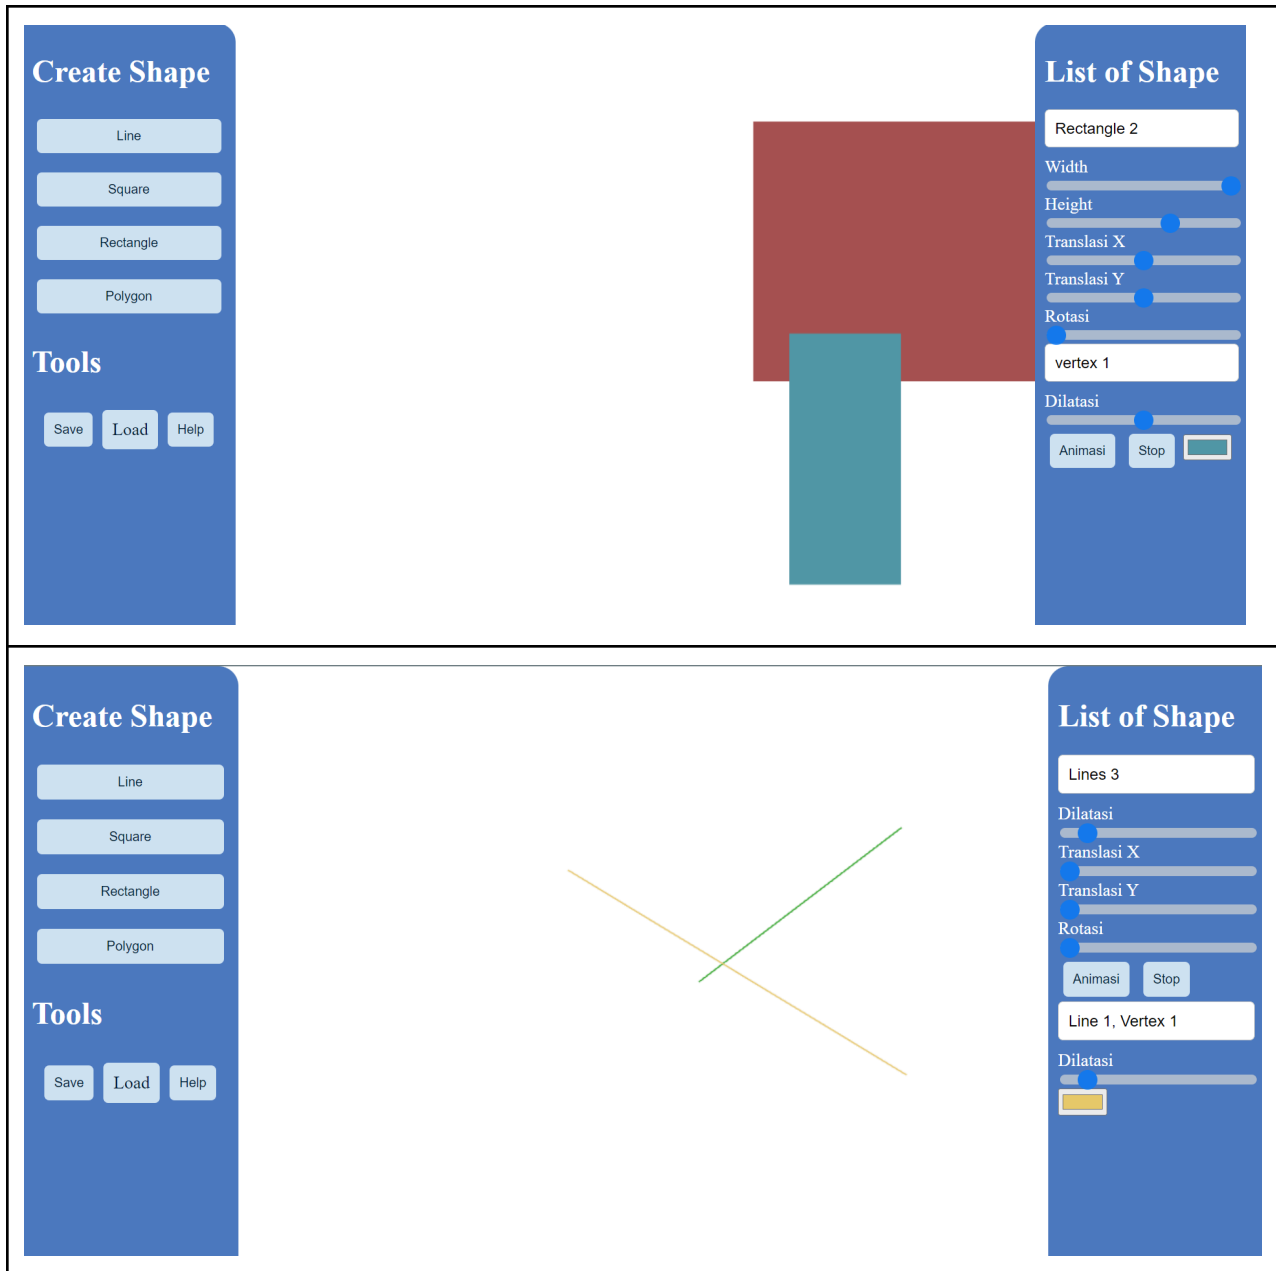 Create Shape
Line
Square
Rectangle
Polygon
Tools
Save Load Help
List of Shape
Rectangle 2
Width
Height
Translasi X
Translasi Y
Rotasi
vertex 1
Dilatasi
Animasi Stop
Create Shape
Line
Square
Rectangle
Polygon
Tools
Save Load Help
List of Shape
Lines 3
Dilatasi
Translasi X
Translasi Y
Rotasi
Animasi Stop
Line 1, Vertex 1
Dilatasi